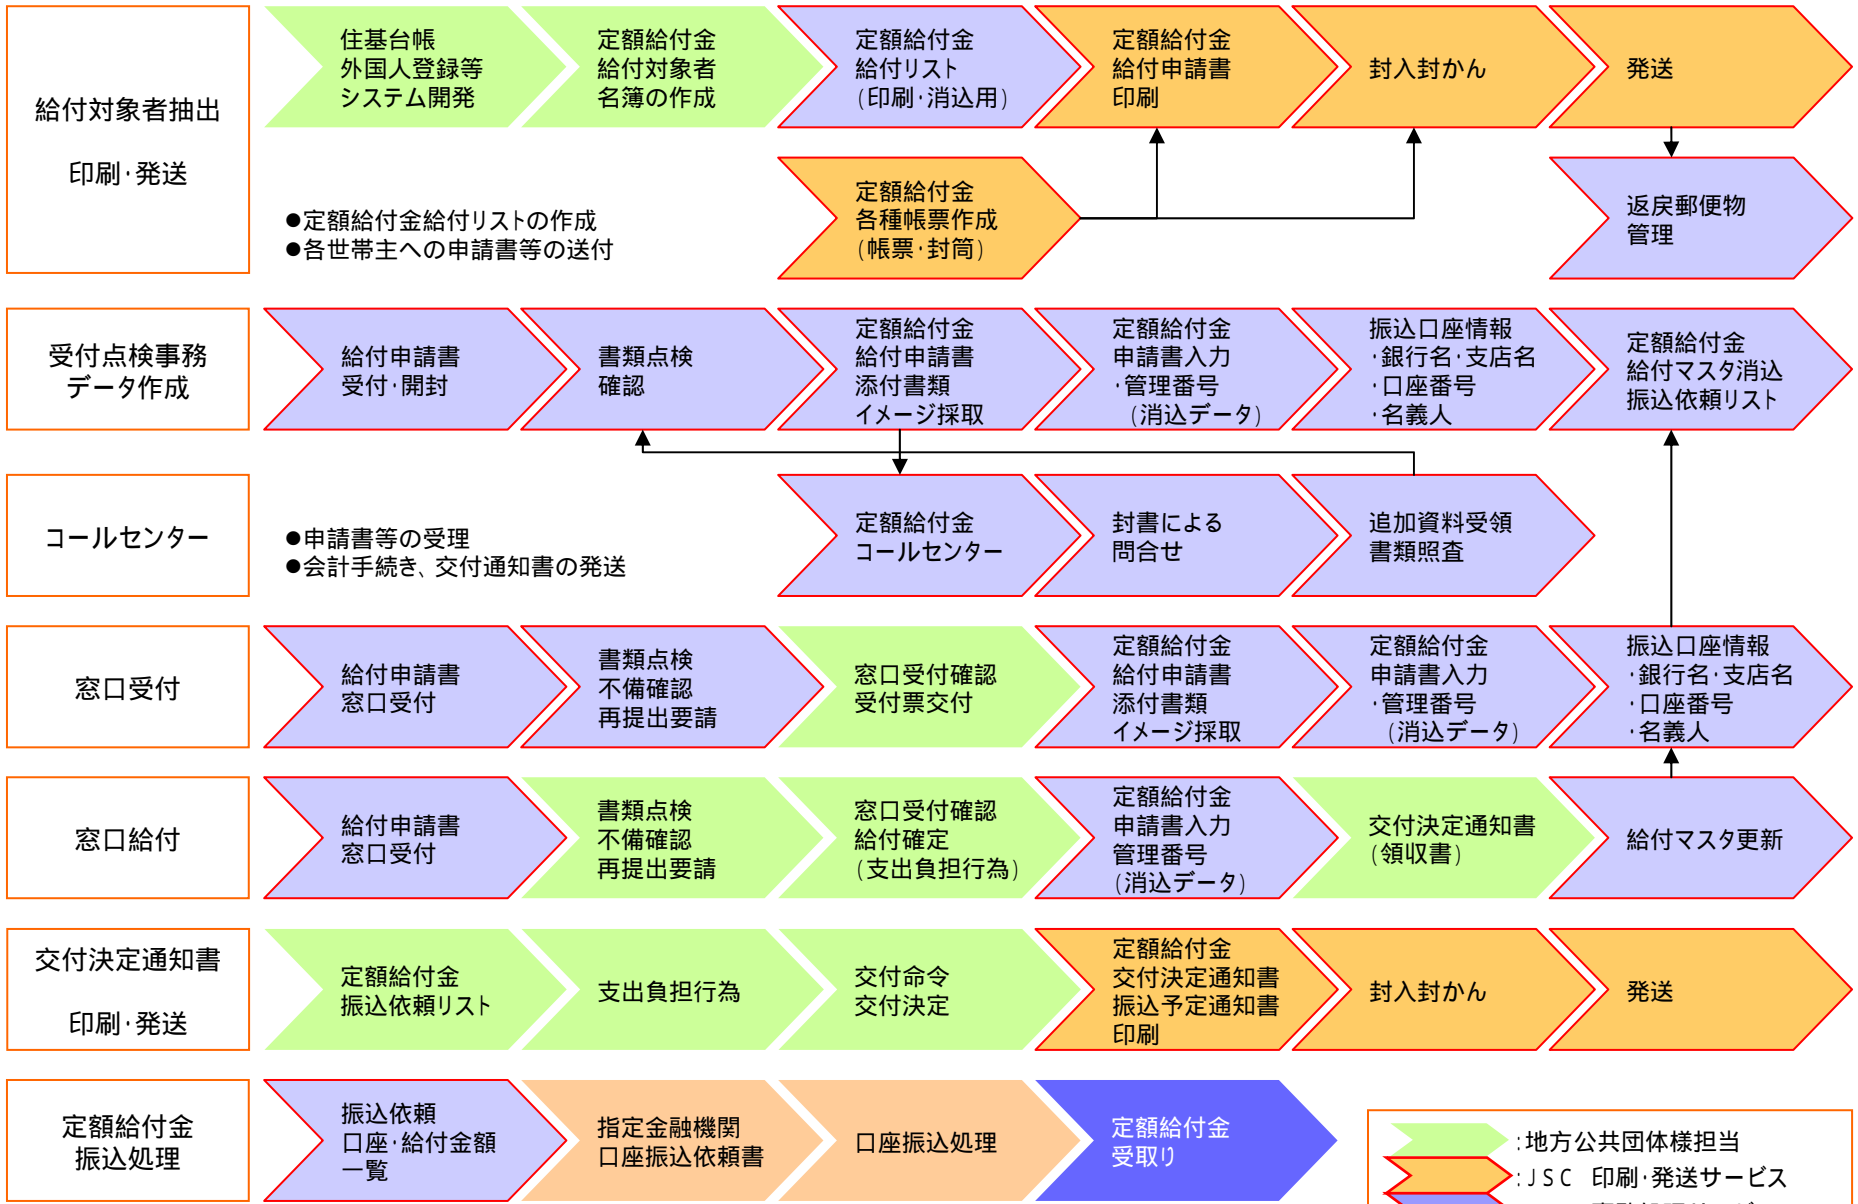 給付対象者抽出
印刷・発送
住基台帳
外国人登録等
システム開発
定額給付金
給付対象者
名簿の作成
定額給付金
給付リスト
(印刷・消込用)
定額給付金
給付申請書
印刷
封入封かん
発送
●定額給付金給付リストの作成
●各世帯主への申請書等の送付
定額給付金
各種帳票作成
(帳票・封筒)
返戻郵便物
管理
受付点検事務
データ作成
給付申請書
受付・開封
書類点検
確認
定額給付金
給付申請書
添付書類
イメージ採取
定額給付金
申請書入力
・管理番号
(消込データ)
振込口座情報
・銀行名・支店名
・口座番号
・名義人
定額給付金
給付マスタ消込
振込依頼リスト
コールセンター
●申請書等の受理
●会計手続き、交付通知書の発送
定額給付金
コールセンター
封書による
問合せ
追加資料受領
書類照査
窓口受付
給付申請書
窓口受付
書類点検
不備確認
再提出要請
窓口受付確認
受付票交付
定額給付金
給付申請書
添付書類
イメージ採取
定額給付金
申請書入力
・管理番号
(消込データ)
振込口座情報
・銀行名・支店名
・口座番号
・名義人
窓口給付
給付申請書
窓口受付
書類点検
不備確認
再提出要請
窓口受付確認
給付確定
(支出負担行為)
定額給付金
申請書入力
管理番号
(消込データ)
交付決定通知書
(領収書)
給付マスタ更新
交付決定通知書
印刷・発送
定額給付金
振込依頼リスト
支出負担行為
交付命令
交付決定
定額給付金
交付決定通知書
振込予定通知書
印刷
封入封かん
発送
定額給付金
振込処理
振込依頼
口座・給付金額
一覧
指定金融機関
口座振込依頼書
口座振込処理
定額給付金
受取り
:地方公共団体様担当
:JSC 印刷・発送サービス